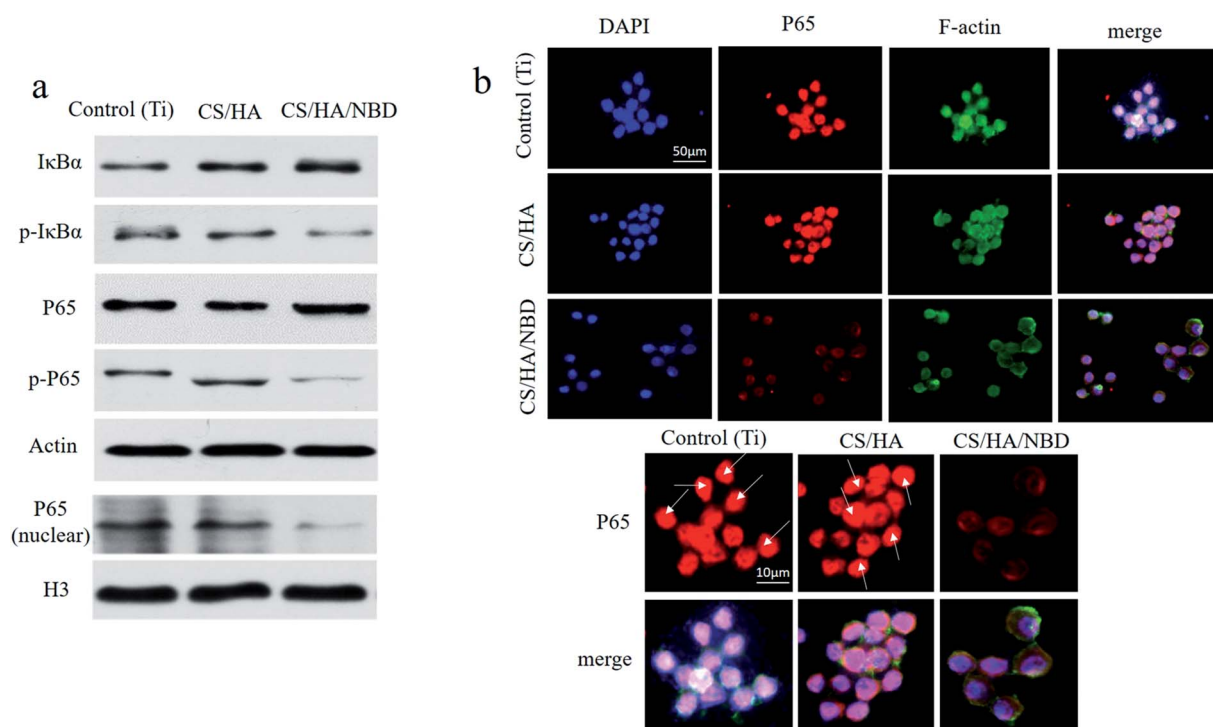 a
Control (Ti) CS/HA CS/HA/NBD
IκBα
p-IκBα
P65
p-P65
Actin
P65
(nuclear)
H3
b
DAPI P65 F-actin merge
Control (Ti)
50μm
CS/HA
CS/HA/NBD
Control (Ti) CS/HA CS/HA/NBD
P65
10μm
merge